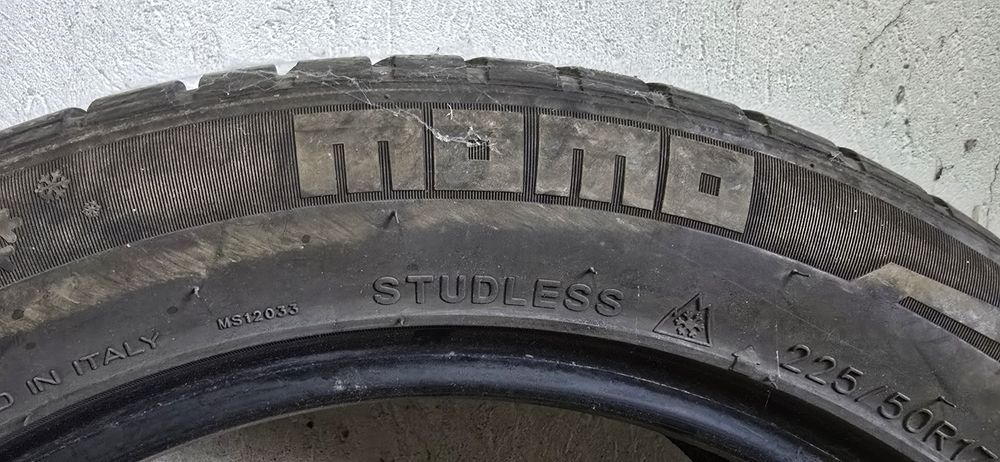 momo
STUDLESS
MS12033
IN ITALY
225/50R1